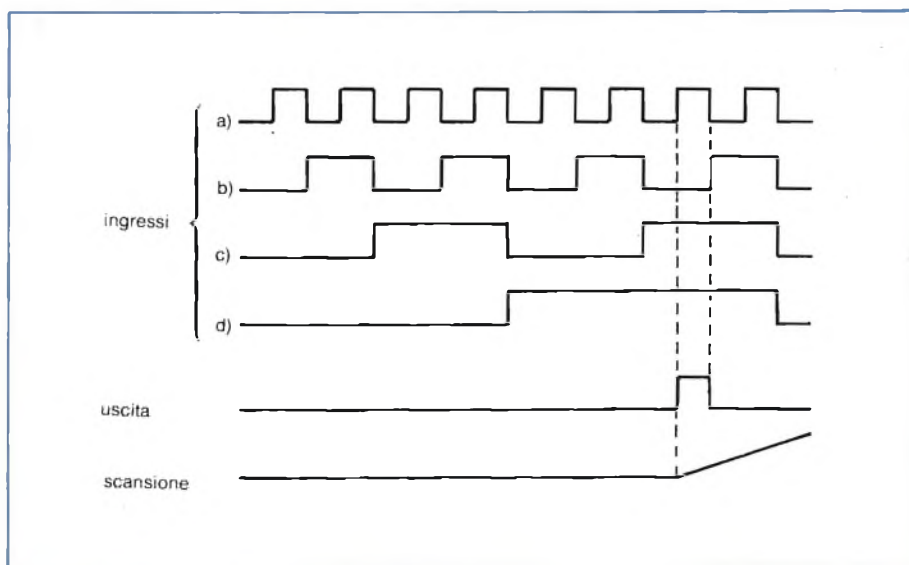 a)
b)
ingressi
c)
d)
uscita
scansione